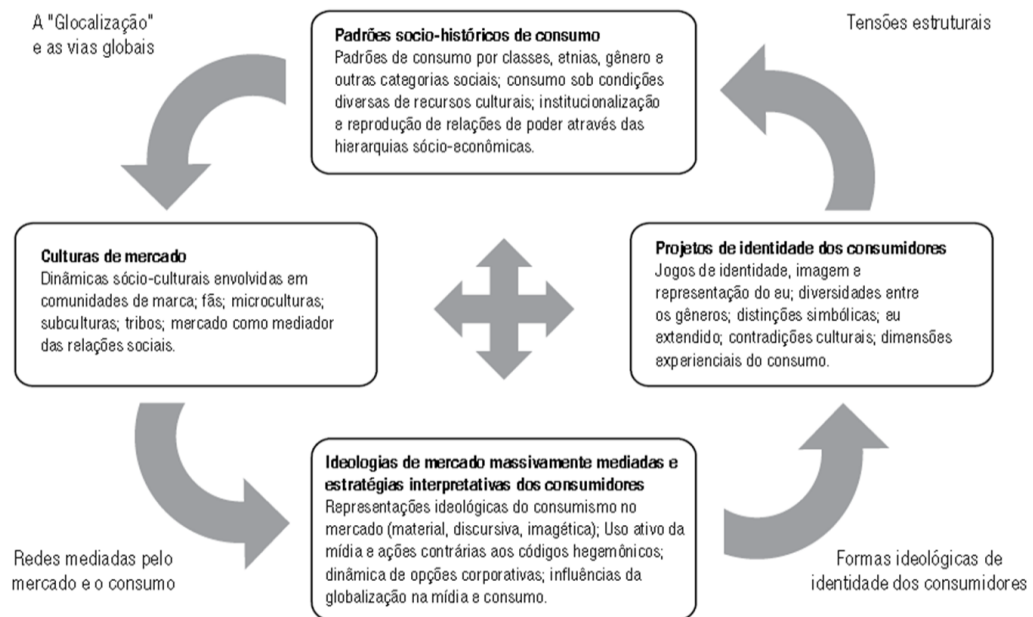 A "Glocalização"
e as vias globais
Padrões socio-históricos de consumo
Padrões de consumo por classes, etnias, gênero e
outras categorias sociais; consumo sob condições
diversas de recursos culturais; institucionalização
e reprodução de relações de poder através das
hierarquias sócio-econômicas.
Tensões estruturais
Culturas de mercado
Dinâmicas sócio-culturais envolvidas em
comunidades de marca; fãs; microculturas;
subculturas; tribos; mercado como mediador
das relações sociais.
Projetos de identidade dos consumidores
Jogos de identidade, imagem e
representação do eu; diversidades entre
os gêneros; distinções simbólicas; eu
extendido; contradições culturais; dimensões
experienciais do consumo.
Redes mediadas pelo
mercado e o consumo
Ideologias de mercado massivamente mediadas e
estratégias interpretativas dos consumidores
Representações ideológicas do consumismo no
mercado (material, discursiva, imagética); Uso ativo da
mídia e ações contrárias aos códigos hegemônicos;
dinâmica de opções corporativas; influências da
globalização na mídia e consumo.
Formas ideológicas de
identidade dos consumidores